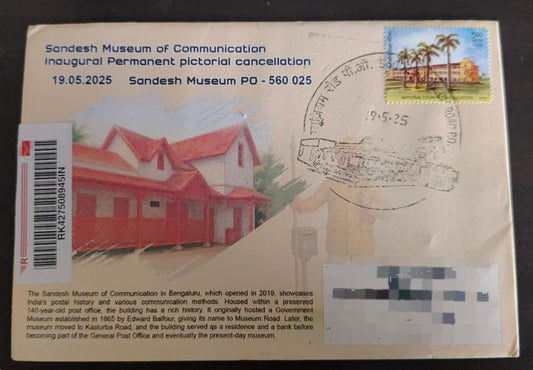 Sandesh Museum of Communication
Inaugural Permanent pictorial cancellation
19.05.2025 Sandesh Museum PO - 560 025
500
19-5-25
ROAD P.O.
RK427508945IN
R
The Sandesh Museum of Communication in Bengaluru, which opened in 2019, showcases
India's postal history and various communication methods. Housed within a preserved
140-year-old post office, the building has a rich history. It originally hosted a Government
Museum established in 1865 by Edward Balfour, giving its name to Museum Road. Later, the
museum moved to Kasturba Road, and the building served as a residence and a bank before
becoming part of the General Post Office and eventually the present-day museum.